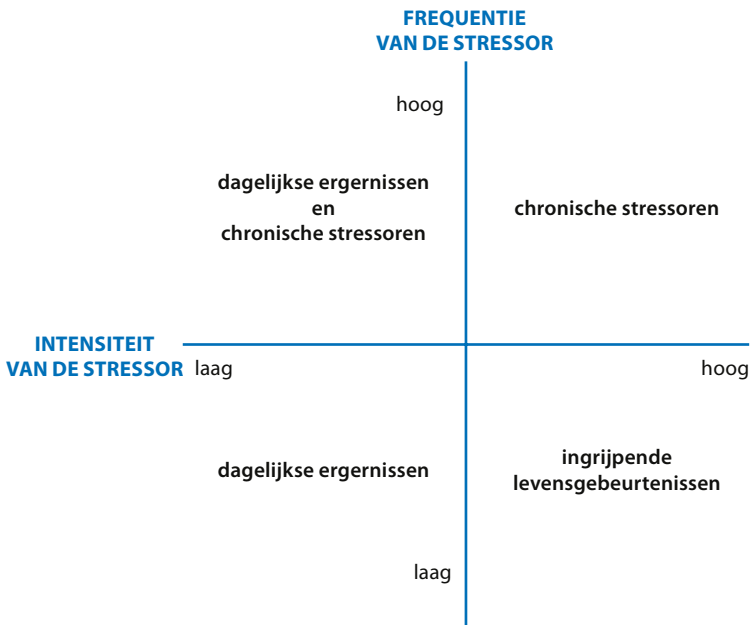 FREQUENTIE
VAN DE STRESSOR
hoog
dagelijkse ergernissen
en
chronische stressoren
chronische stressoren
INTENSITEIT
VAN DE STRESSOR
laag
hoog
dagelijkse ergernissen
ingrijpende
levensgebeurtenissen
laag